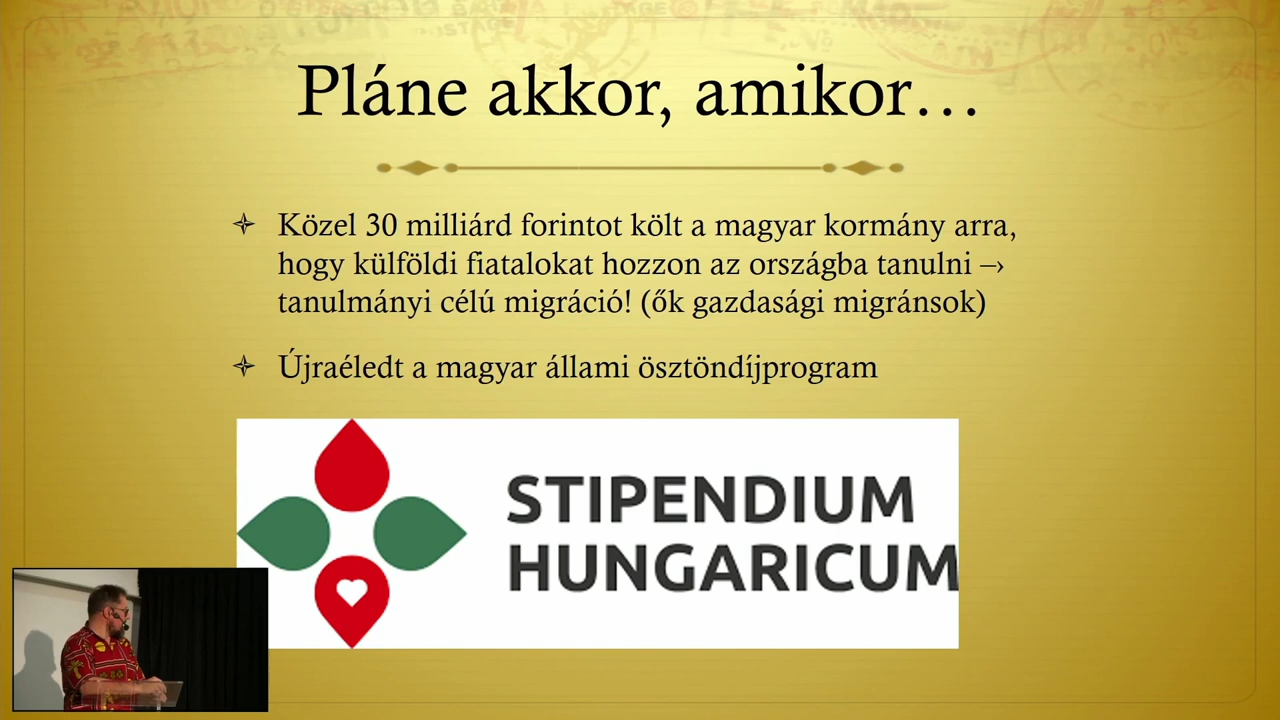 Pláne akkor, amikor…
Közel 30 milliárd forintot költ a magyar kormány arra,
hogy külföldi fiatalokat hozzon az országba tanulni –›
tanulmányi célú migráció! (ők gazdasági migránsok)
Újraéledt a magyar állami ösztöndíjprogram
STIPENDIUM
HUNGARICUM